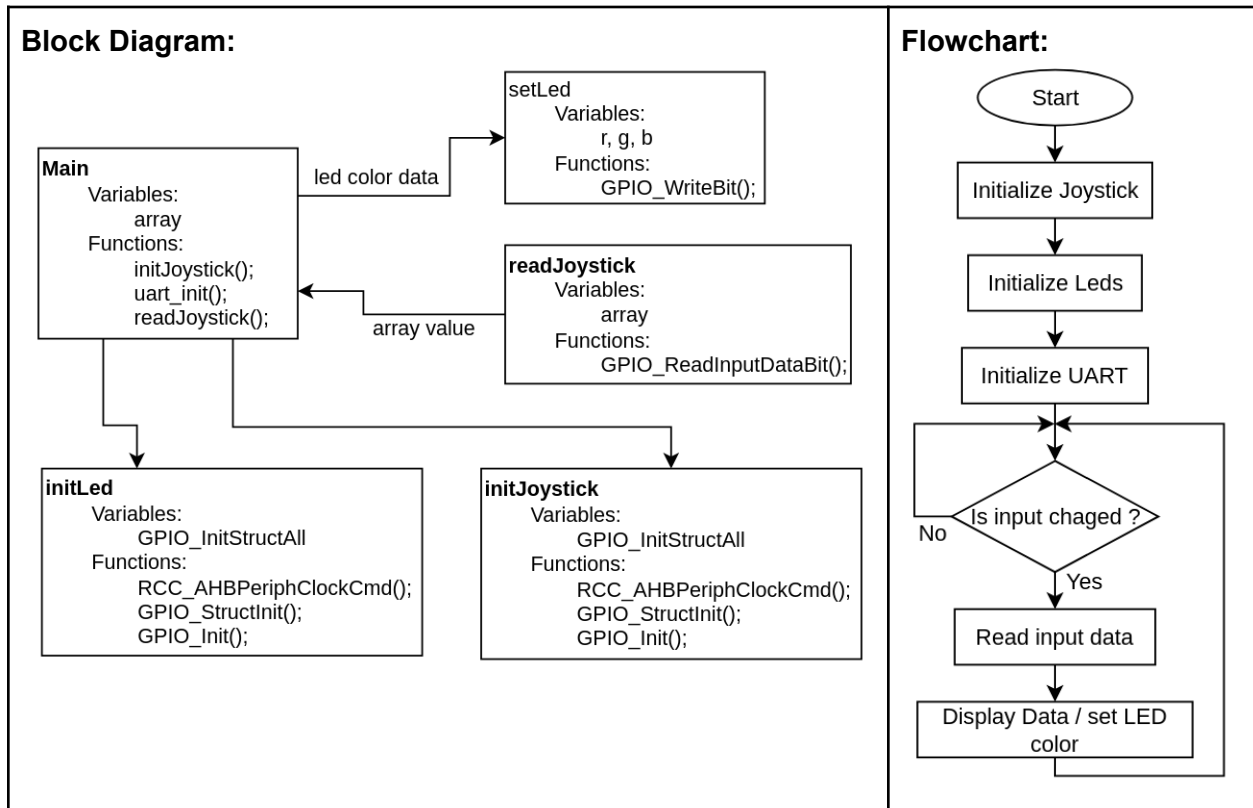 Block Diagram:
Main
Variables:
array
Functions:
initJoystick();
uart_init();
readJoystick();
led color data
setLed
Variables:
r, g, b
Functions:
GPIO_WriteBit();
array value
readJoystick
Variables:
array
Functions:
GPIO_ReadInputDataBit();
initLed
Variables:
GPIO_InitStructAll
Functions:
RCC_AHBPeriphClockCmd();
GPIO_StructInit();
GPIO_Init();
initJoystick
Variables:
GPIO_InitStructAll
Functions:
RCC_AHBPeriphClockCmd();
GPIO_StructInit();
GPIO_Init();
Flowchart:
Start
Initialize Joystick
Initialize Leds
Initialize UART
Is input chaged ?
No
Yes
Read input data
Display Data / set LED
color